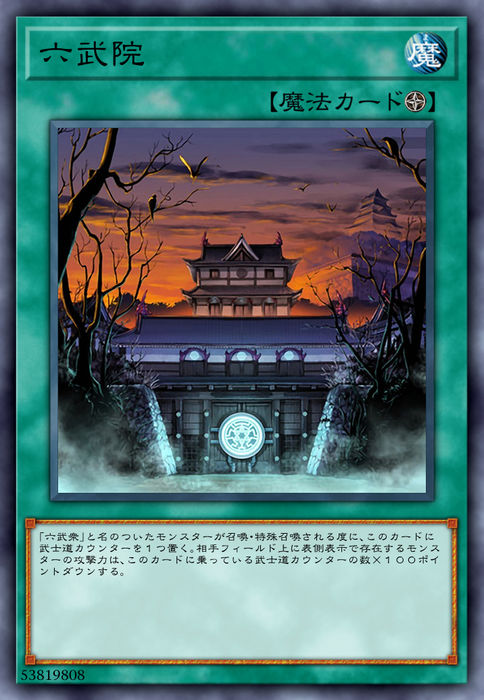 六武院
魔
【魔法カード】
「六武衆」と名のついたモンスターが召喚・特殊召喚される度に、このカードに
武士道カウンターを1つ置く。相手フィールド上に表側表示で存在するモンス
ターの攻撃力は、このカードに乗っている武士道カウンターの数×100ポイ
ントダウンする。
53819808